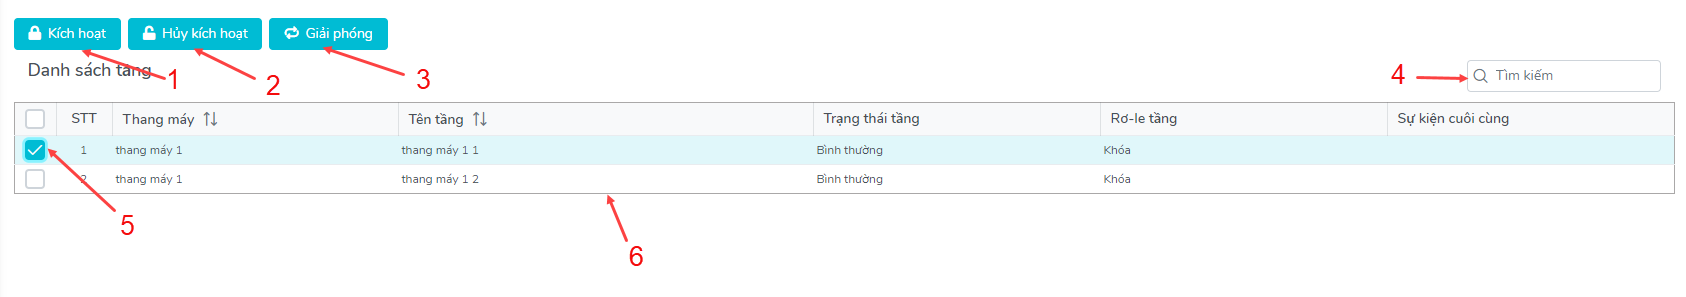 Kích hoạt Hủy kích hoạt Giải phóng
1 2 3
Danh sách tầng
4 Tìm kiếm
STT Thang máy Tên tầng Trạng thái tầng Rơ-le tầng Sự kiện cuối cùng
1 thang máy 1 thang máy 1 1 Bình thường Khóa
2 thang máy 1 thang máy 1 2 Bình thường Khóa
5
6